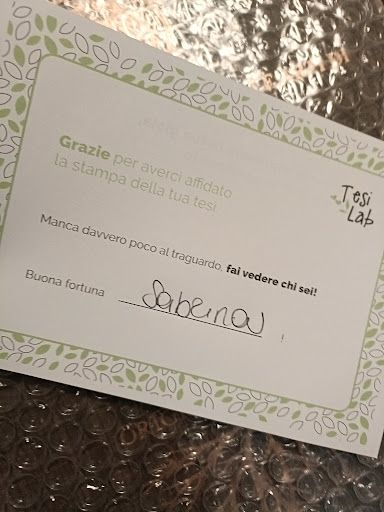 Grazie per averci affidato
la stampa della tua tesi
Tesi
Lab
Manca davvero poco al traguardo, fai vedere chi sei!
Buona fortuna Sabrina!